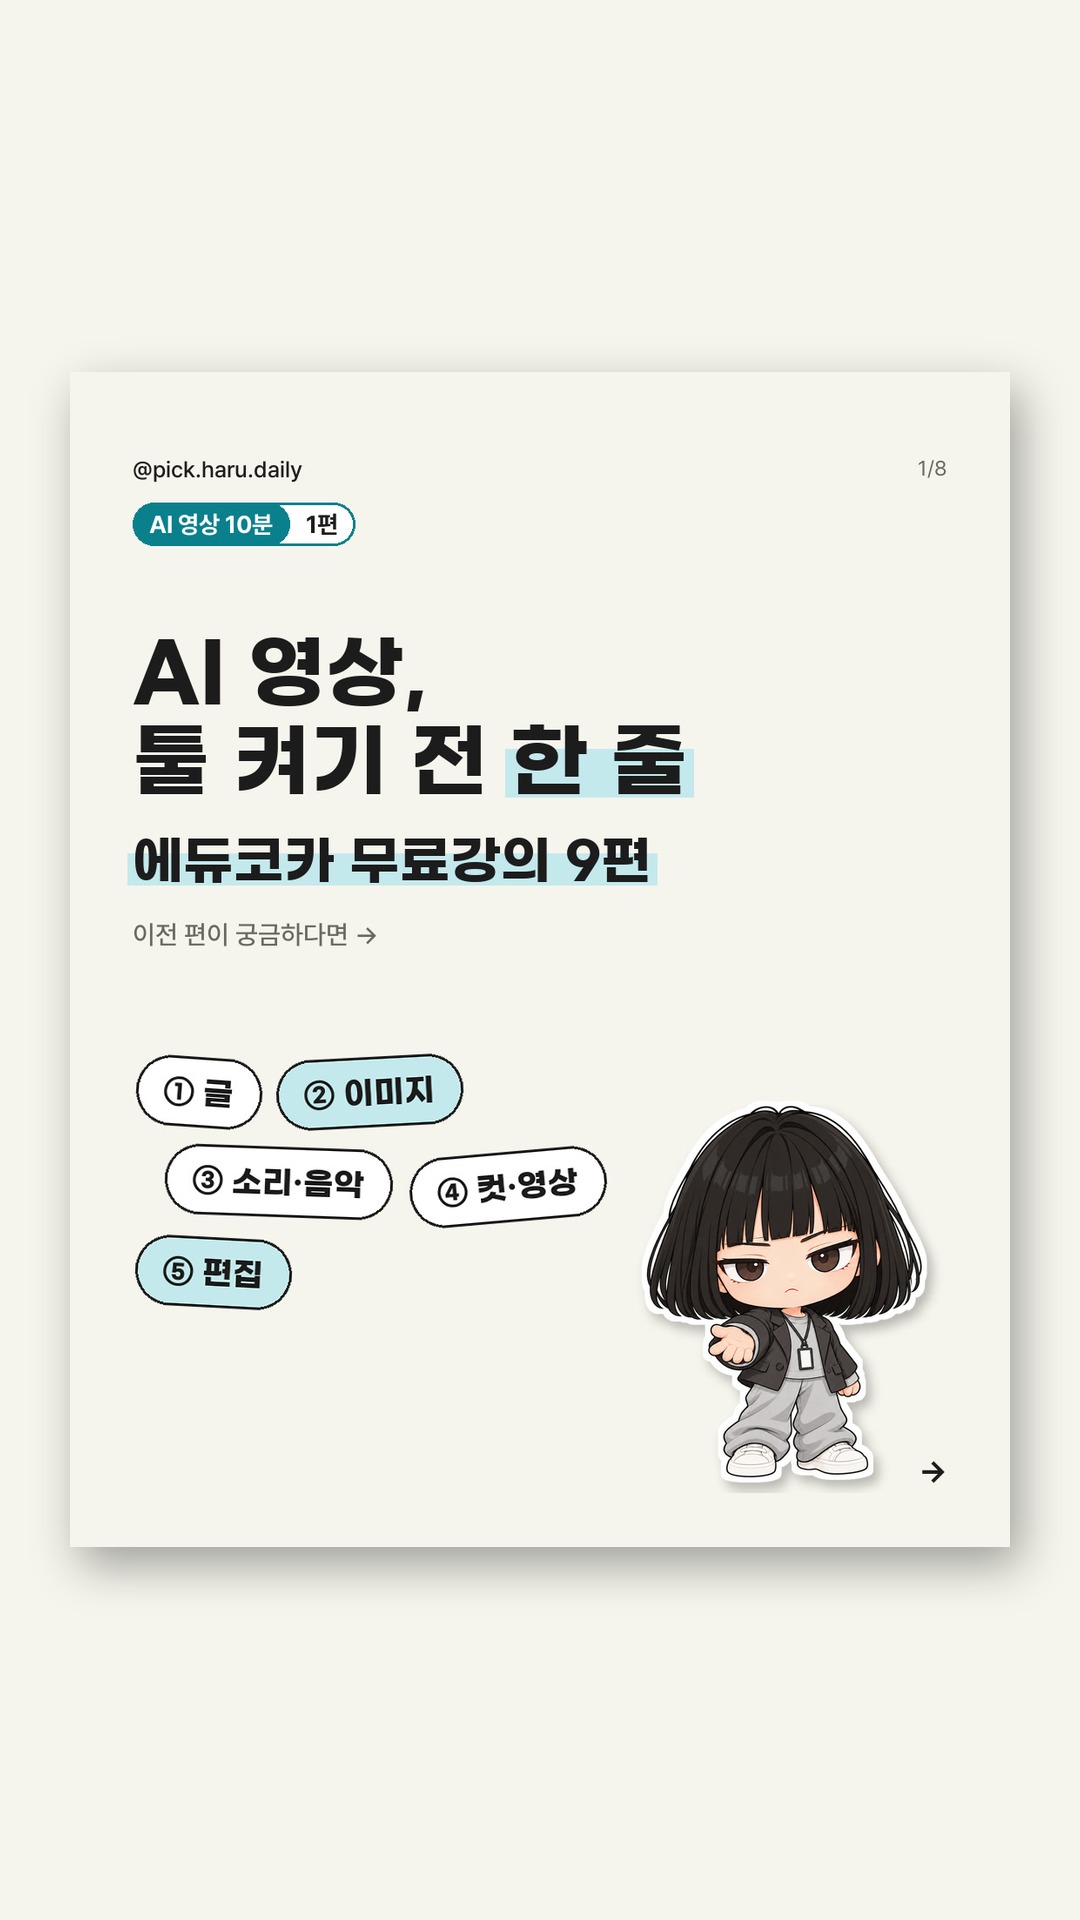 @pick.haru.daily
1/8
AI 영상 10분 1편
AI 영상,
툴 켜기 전 한 줄
에듀코카 무료강의 9편
이전 편이 궁금하다면 →
① 글 ② 이미지
③ 소리·음악 ④ 컷·영상
⑤ 편집
→